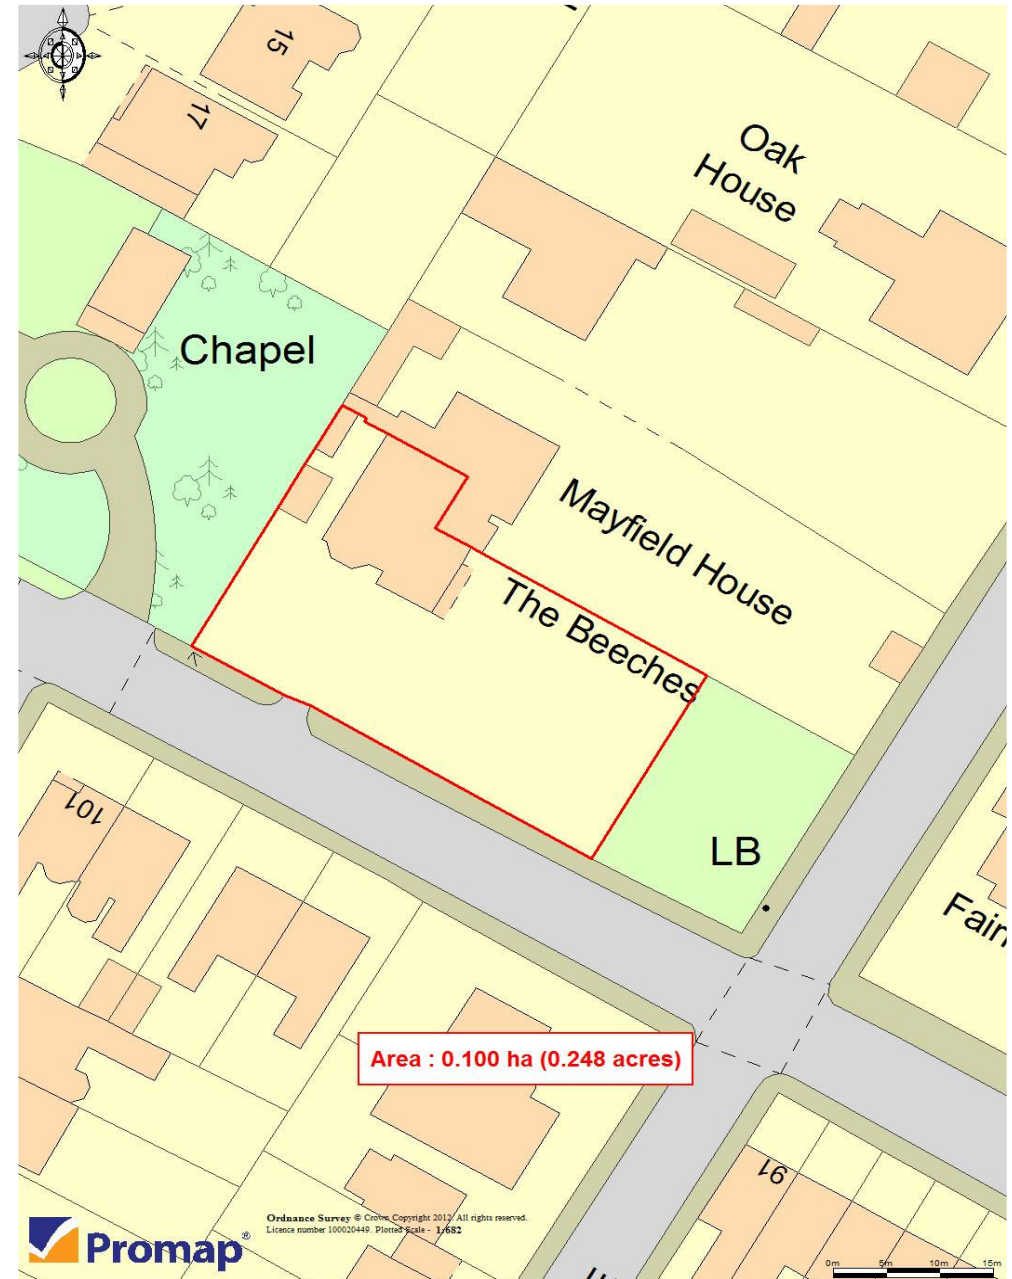 15
17
Oak
House
Chapel
Mayfield House
The Beeches
101
LB
Area : 0.100 ha (0.248 acres)
91
Promap®
Ordnance Survey © Crown Copyright 2012. All rights reserved.
Licence number 100020449. Plotted Scale - 1:682
0m 5m 10m 15m